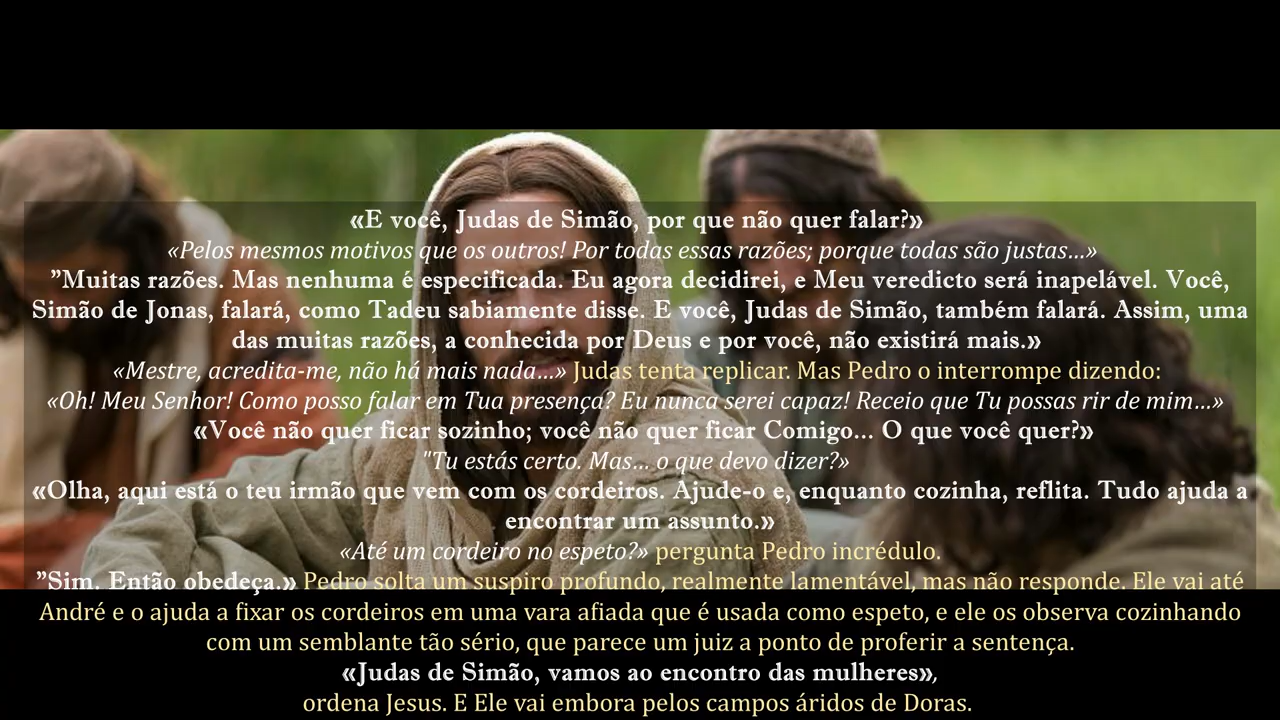 «E você, Judas de Simão, por que não quer falar?»
«Pelos mesmos motivos que os outros! Por todas essas razões; porque todas são justas...»
”Muitas razões. Mas nenhuma é especificada. Eu agora decidirei, e Meu veredicto será inapelável. Você,
Simão de Jonas, falará, como Tadeu sabiamente disse. E você, Judas de Simão, também falará. Assim, uma
das muitas razões, a conhecida por Deus e por você, não existirá mais.»
«Mestre, acredita-me, não há mais nada...» Judas tenta replicar. Mas Pedro o interrompe dizendo:
«Oh! Meu Senhor! Como posso falar em Tua presença? Eu nunca serei capaz! Receio que Tu possas rir de mim...»
«Você não quer ficar sozinho; você não quer ficar Comigo... O que você quer?»
"Tu estás certo. Mas... o que devo dizer?»
«Olha, aqui está o teu irmão que vem com os cordeiros. Ajude-o e, enquanto cozinha, reflita. Tudo ajuda a
encontrar um assunto.»
«Até um cordeiro no espeto?» pergunta Pedro incrédulo.
”Sim. Então obedeça.» Pedro solta um suspiro profundo, realmente lamentável, mas não responde. Ele vai até
André e o ajuda a fixar os cordeiros em uma vara afiada que é usada como espeto, e ele os observa cozinhando
com um semblante tão sério, que parece um juiz a ponto de proferir a sentença.
«Judas de Simão, vamos ao encontro das mulheres»,
ordena Jesus. E Ele vai embora pelos campos áridos de Doras.